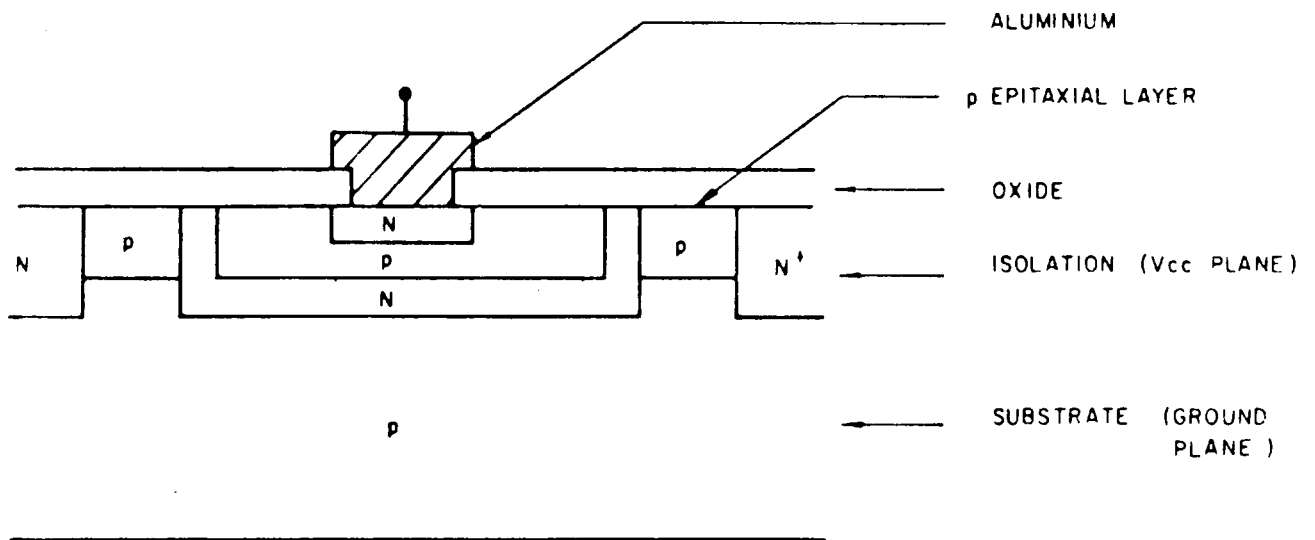 ALUMINIUM
p EPITAXIAL LAYER
OXIDE
N
p
p
N
N
p
N+
ISOLATION (Vcc PLANE)
p
SUBSTRATE (GROUND
PLANE)